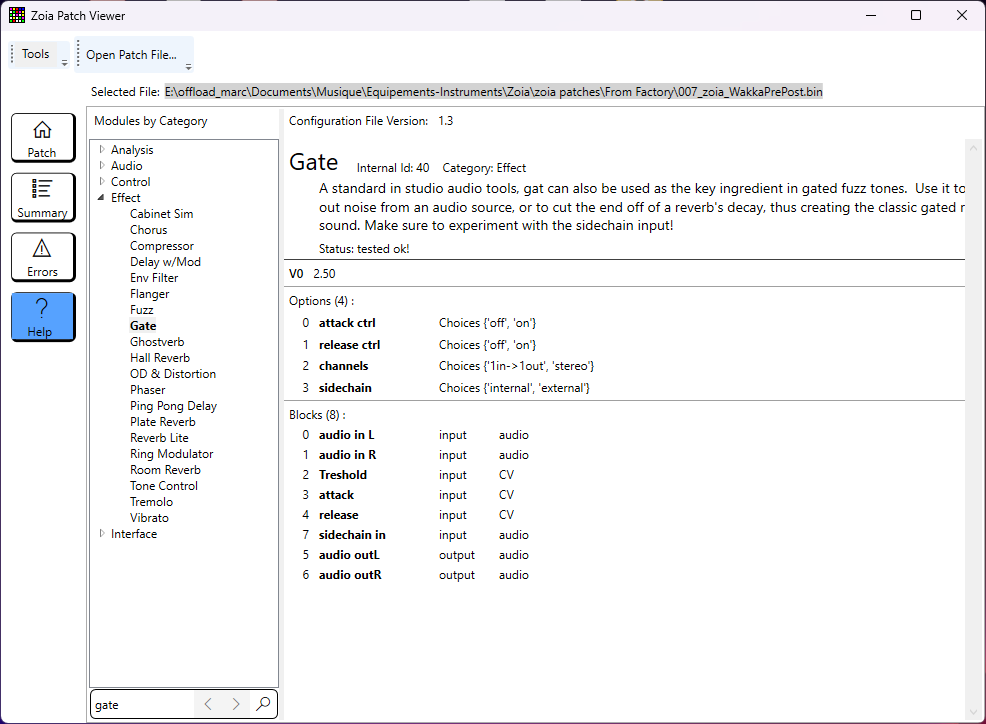 Zoia Patch Viewer
Tools
Open Patch File...
Selected File: E:\offload_marc\Documents\Musique\Equipements-Instruments\Zoia\zoia patches\From Factory\007_zoia_WakkaPrePost.bin
Patch
Summary
Errors
?
Help
Modules by Category
Analysis
Audio
Control
Effect
Cabinet Sim
Chorus
Compressor
Delay w/Mod
Env Filter
Flanger
Fuzz
Gate
Ghostverb
Hall Reverb
OD & Distortion
Phaser
Ping Pong Delay
Plate Reverb
Reverb Lite
Ring Modulator
Room Reverb
Tone Control
Tremolo
Vibrato
Interface
gate
Configuration File Version: 1.3
Gate Internal Id: 40 Category: Effect
A standard in studio audio tools, gat can also be used as the key ingredient in gated fuzz tones. Use it to
out noise from an audio source, or to cut the end off of a reverb's decay, thus creating the classic gated r
sound. Make sure to experiment with the sidechain input!
Status: tested ok!
V0 2.50
Options (4) :
0 attack ctrl Choices {'off', 'on'}
1 release ctrl Choices {'off', 'on'}
2 channels Choices {'1in->1out', 'stereo'}
3 sidechain Choices {'internal', 'external'}
Blocks (8) :
0 audio in L input audio
1 audio in R input audio
2 Treshold input CV
3 attack input CV
4 release input CV
7 sidechain in input audio
5 audio outL output audio
6 audio outR output audio